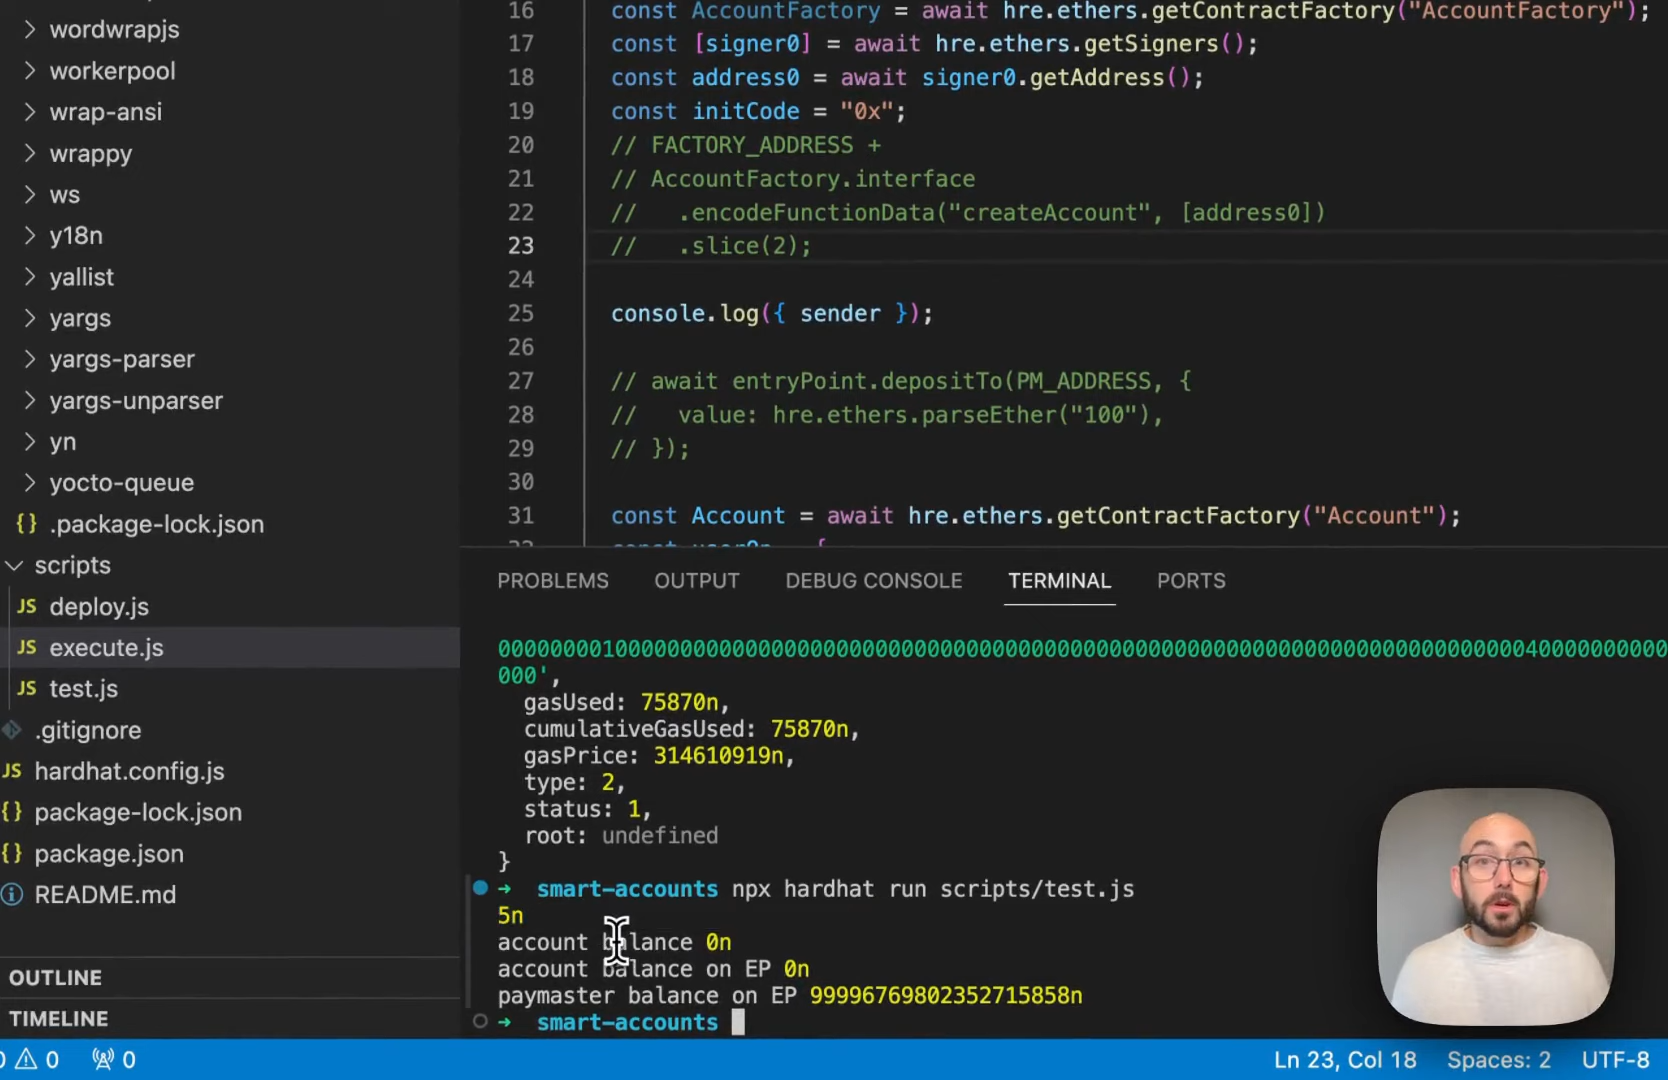 wordwrapjs
workerpool
wrap-ansi
wrappy
ws
y18n
yallist
yargs
yargs-parser
yargs-unparser
yn
yocto-queue
{} .package-lock.json
scripts
JS deploy.js
JS execute.js
JS test.js
.gitignore
JS hardhat.config.js
{} package-lock.json
{} package.json
README.md
OUTLINE
TIMELINE
16 const AccountFactory = await hre.ethers.getContractFactory("AccountFactory");
17 const [signer0] = await hre.ethers.getSigners();
18 const address0 = await signer0.getAddress();
19 const initCode = "0x";
20 // FACTORY_ADDRESS +
21 // AccountFactory.interface
22 //   .encodeFunctionData("createAccount", [address0])
23 //   .slice(2);
24
25 console.log({ sender });
26
27 // await entryPoint.depositTo(PM_ADDRESS, {
28 //   value: hre.ethers.parseEther("100"),
29 // });
30
31 const Account = await hre.ethers.getContractFactory("Account");
PROBLEMS OUTPUT DEBUG CONSOLE TERMINAL PORTS
000',
gasUsed: 75870n,
cumulativeGasUsed: 75870n,
gasPrice: 314610919n,
type: 2,
status: 1,
root: undefined
}
→ smart-accounts npx hardhat run scripts/test.js
5n
account balance 0n
account balance on EP 0n
paymaster balance on EP 99996769802352715858n
→ smart-accounts
0 0 Ln 23, Col 18 Spaces: 2 UTF-8